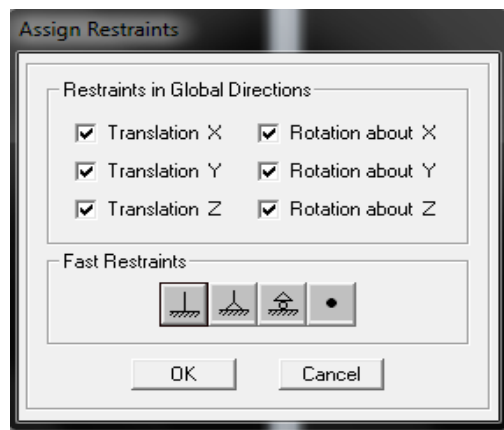 Assign Restraints
Restraints in Global Directions
Translation X Rotation about X
Translation Y Rotation about Y
Translation Z Rotation about Z
Fast Restraints
OK Cancel